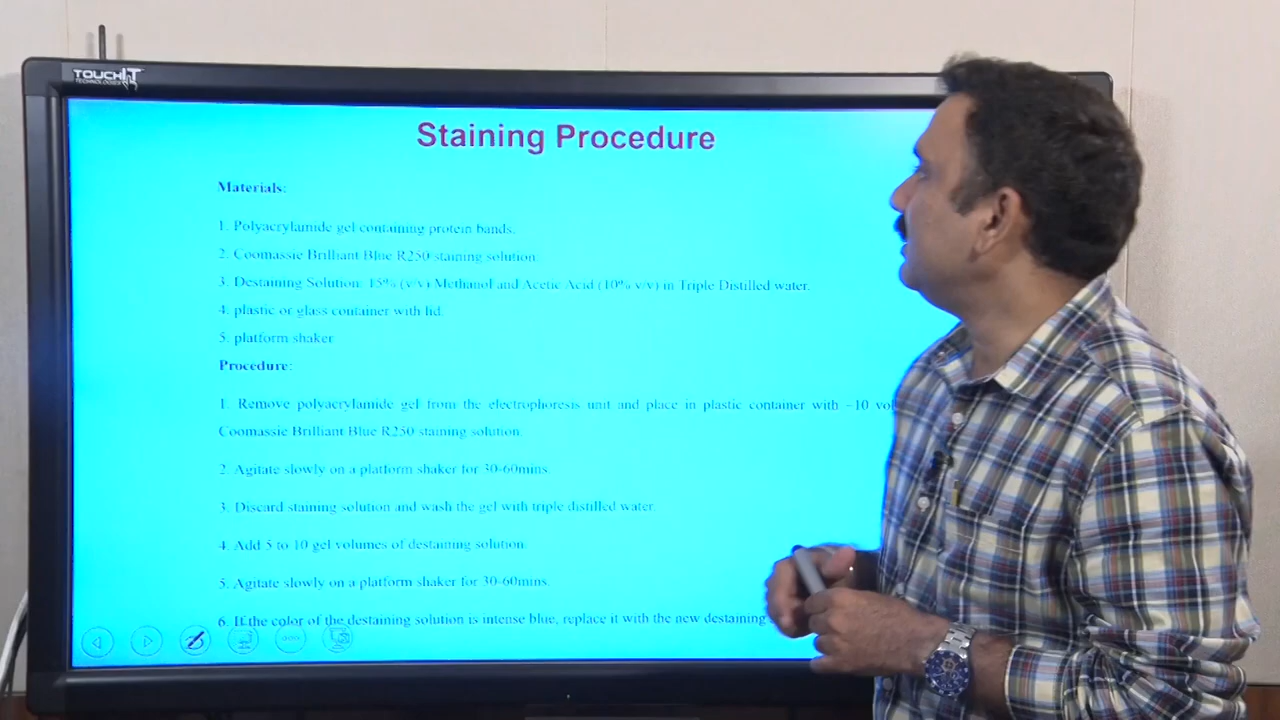 TOUCHIT
TECHNOLOGIES
Staining Procedure
Materials:
1. Polyacrylamide gel containing protein bands.
2. Coomassie Brilliant Blue R250 staining solution.
3. Destaining Solution: 15% (v/v) Methanol and Acetic Acid (10% v/v) in Triple Distilled water.
4. plastic or glass container with lid.
5. platform shaker
Procedure:
1. Remove polyacrylamide gel from the electrophoresis unit and place in plastic container with ~10
Coomassie Brilliant Blue R250 staining solution.
2. Agitate slowly on a platform shaker for 30-60mins.
3. Discard staining solution and wash the gel with triple distilled water.
4. Add 5 to 10 gel volumes of destaining solution.
5. Agitate slowly on a platform shaker for 30-60mins.
6. If the color of the destaining solution is intense blue, replace it with the new destaining